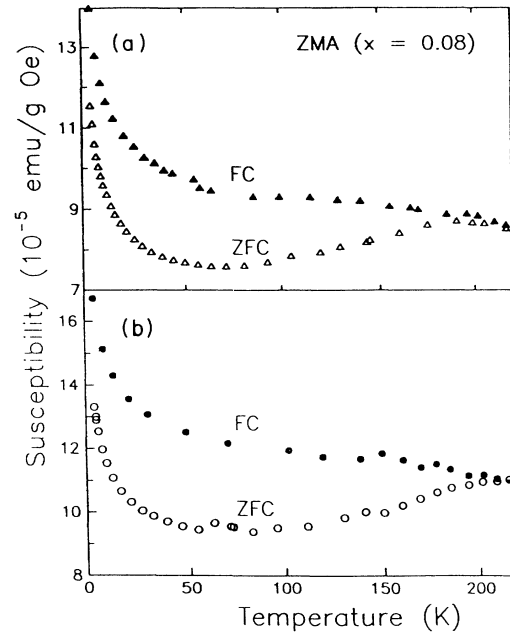 (a)
ZMA (x = 0.08)
13
11
9
7
FC
ZFC
Susceptibility (10⁻⁵ emu/g Oe)
(b)
16
14
12
10
8
FC
ZFC
0
50
100
150
200
Temperature (K)